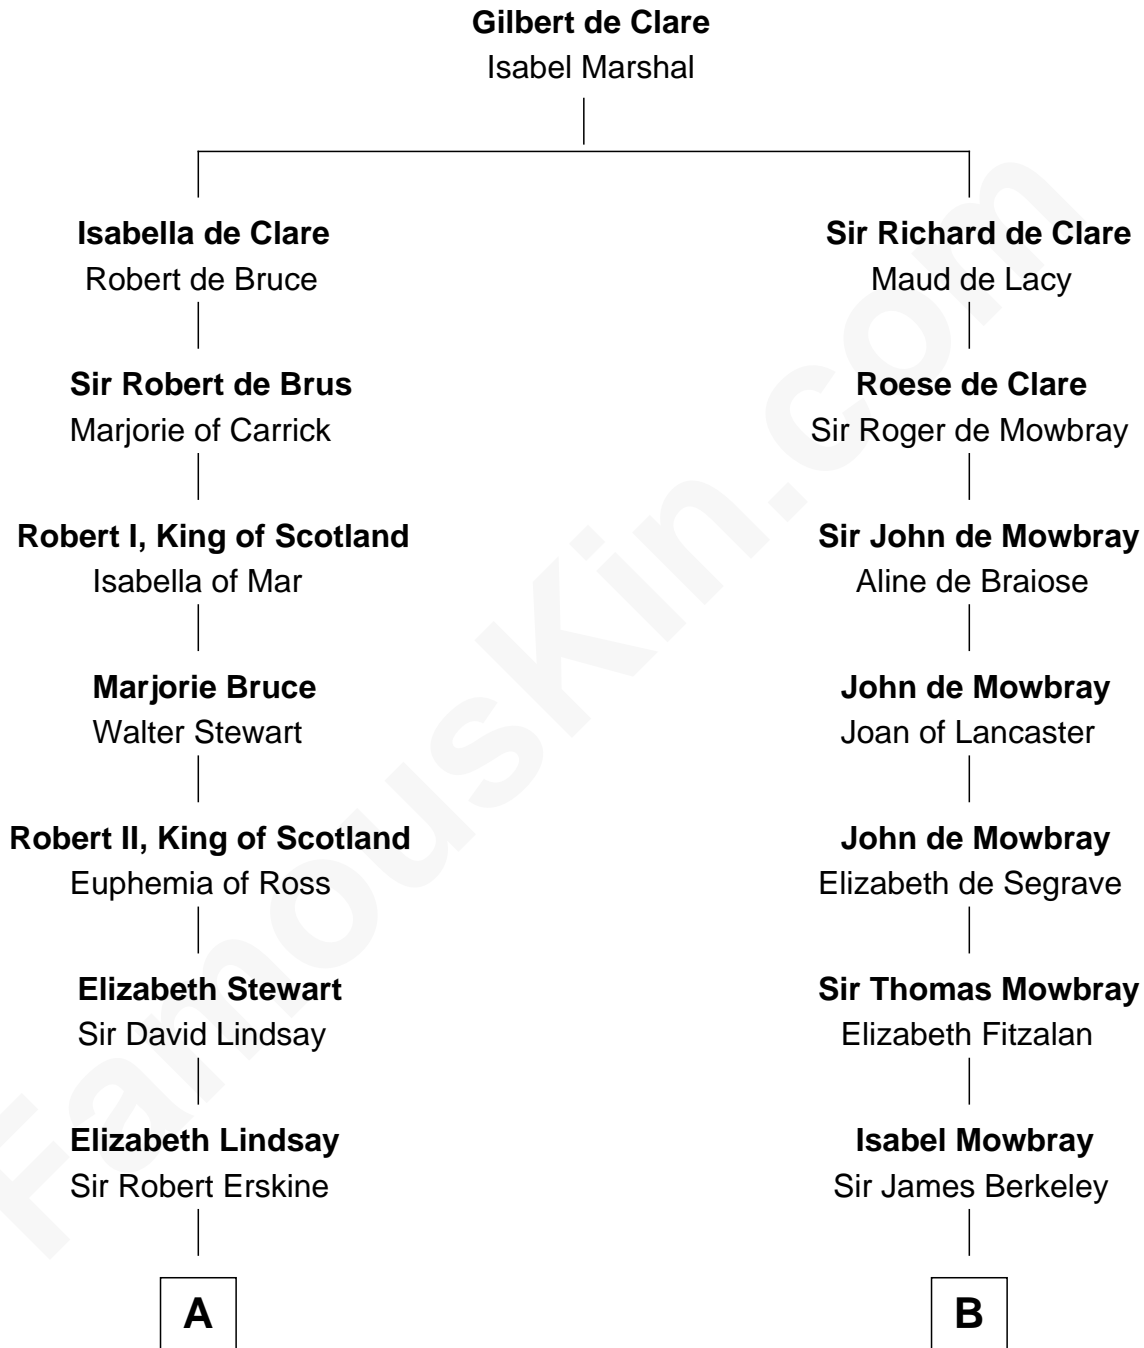 Gilbert de Clare
Isabel Marshal
Isabella de Clare
Robert de Bruce
Sir Robert de Brus
Marjorie of Carrick
Robert I, King of Scotland
Isabella of Mar
Marjorie Bruce
Walter Stewart
Robert II, King of Scotland
Euphemia of Ross
Elizabeth Stewart
Sir David Lindsay
Elizabeth Lindsay
Sir Robert Erskine
A
Sir Richard de Clare
Maud de Lacy
Roese de Clare
Sir Roger de Mowbray
Sir John de Mowbray
Aline de Braiose
John de Mowbray
Joan of Lancaster
John de Mowbray
Elizabeth de Segrave
Sir Thomas Mowbray
Elizabeth Fitzalan
Isabel Mowbray
Sir James Berkeley
B
FamousKin.com